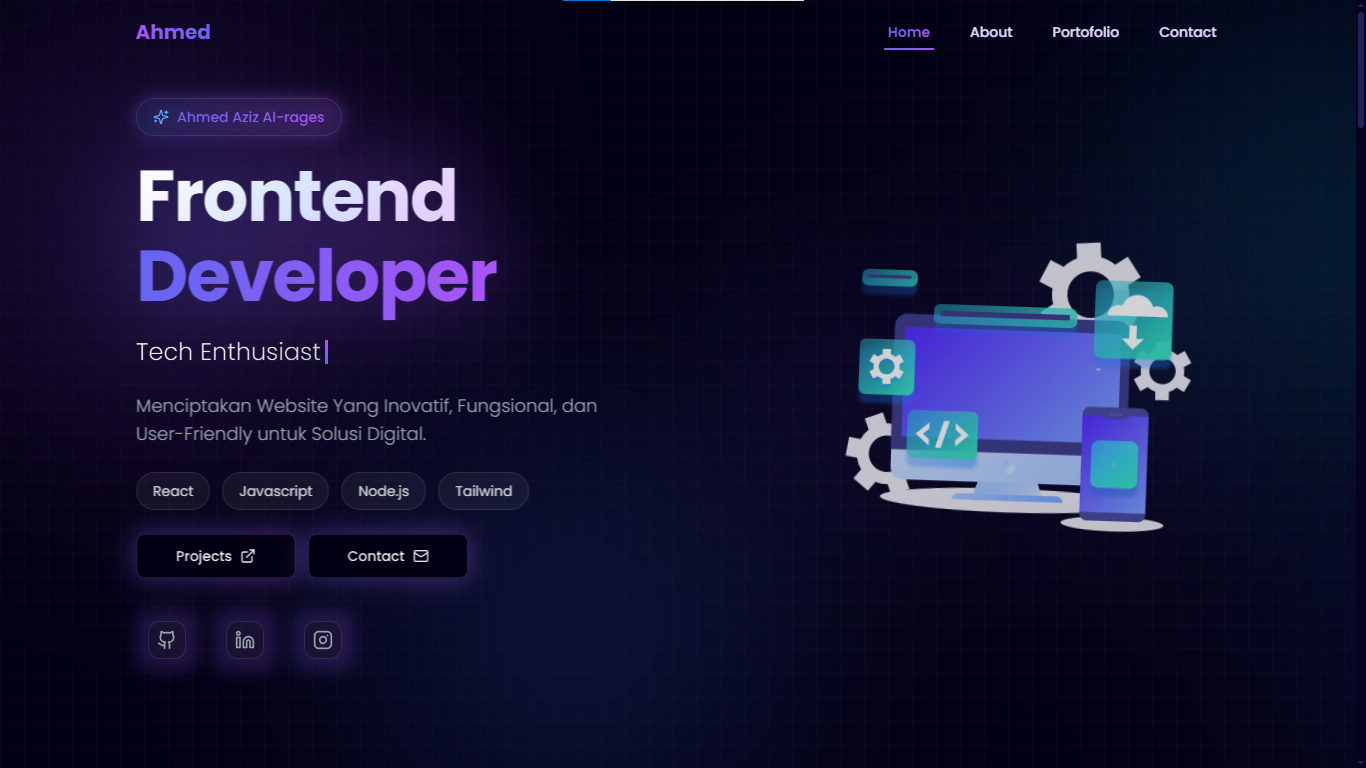 Ahmed
Home About Portofolio Contact
Ahmed Aziz Al-rages
Frontend
Developer
Tech Enthusiast
Menciptakan Website Yang Inovatif, Fungsional, dan
User-Friendly untuk Solusi Digital.
React Javascript Node.js Tailwind
Projects Contact